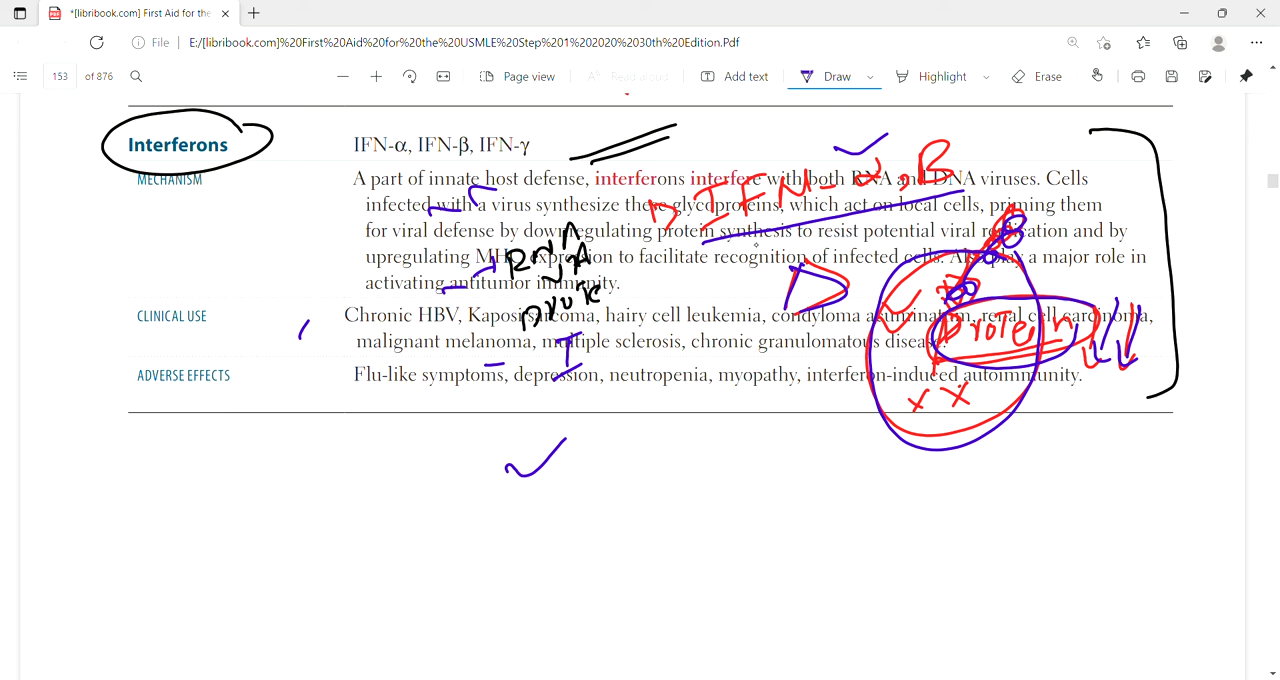 *[libribook.com] First Aid for the
File E:/[libribook.com]%20First%20Aid%20for%20the%20USMLE%20Step%201%202020%2030th%20Edition.Pdf
153 of 876 Page view Read aloud Add text Draw Highlight Erase
Interferons IFN-α, IFN-β, IFN-γ
MECHANISM A part of innate host defense, interferons interfere with both RNA and DNA viruses. Cells
infected with a virus synthesize these glycoproteins, which act on local cells, priming them
for viral defense by downregulating protein synthesis to resist potential viral replication and by
upregulating MHC expression to facilitate recognition of infected cells. Also play a major role in
activating antitumor immunity.
CLINICAL USE Chronic HBV, Kaposi sarcoma, hairy cell leukemia, condyloma acuminatum, renal cell carcinoma,
malignant melanoma, multiple sclerosis, chronic granulomatous disease.
ADVERSE EFFECTS Flu-like symptoms, depression, neutropenia, myopathy, interferon-induced autoimmunity.
IFN-α,B
RNA
Protein
I